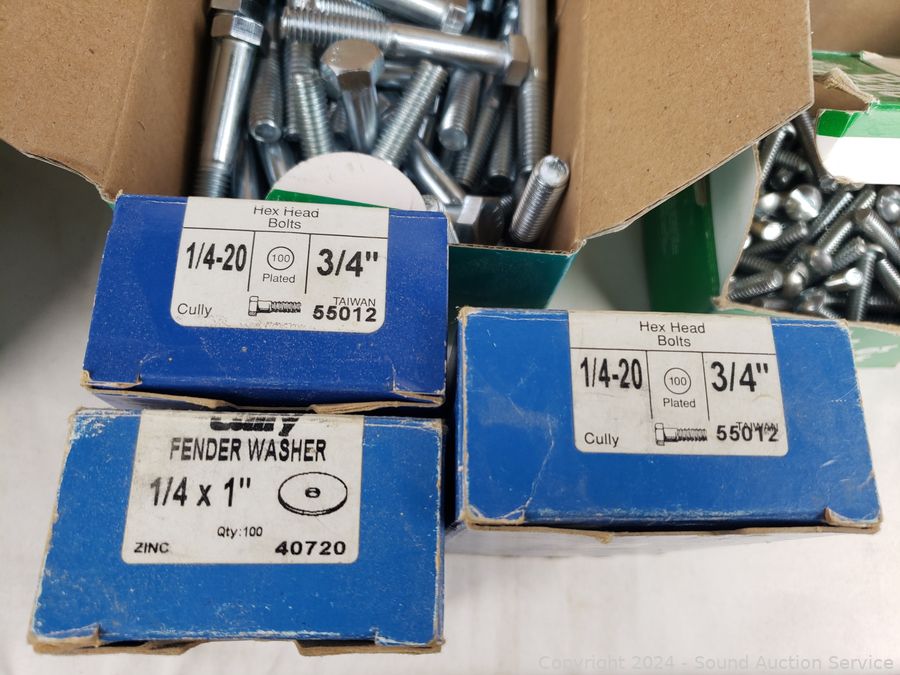 Hex Head
Bolts
1/4-20
100
Plated
3/4"
Cully
TAIWAN
55012
Hex Head
Bolts
1/4-20
100
Plated
3/4"
Cully
TAIWAN
55012
Cully
FENDER WASHER
1/4 x 1"
Qty:100
ZINC
40720
Copyright 2024 - Sound Auction Service